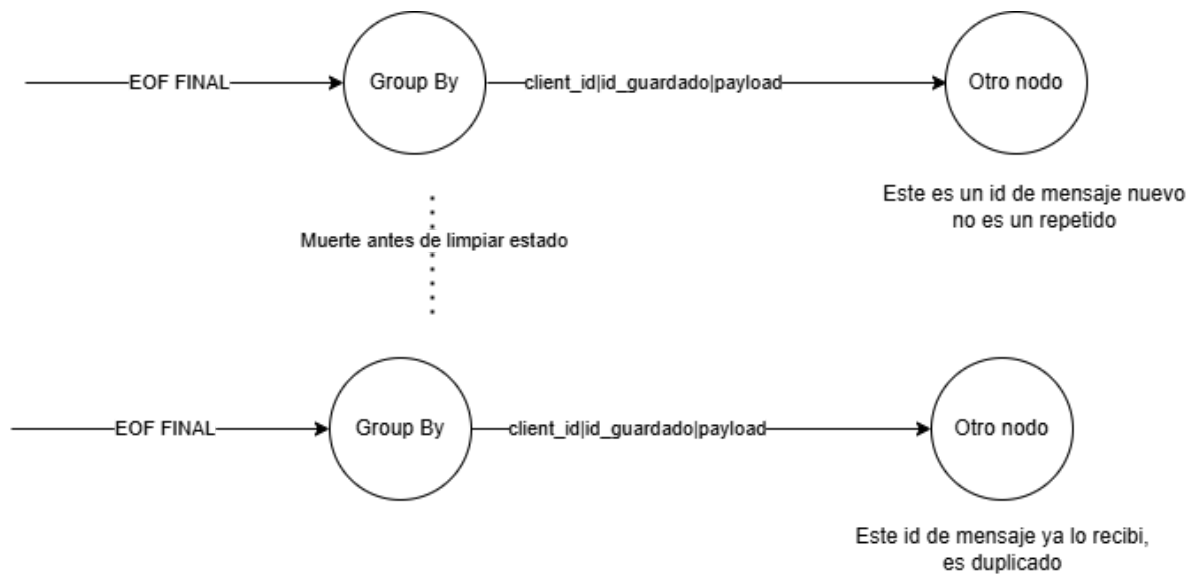 EOF FINAL
Group By
client_id|id_guardado|payload
Otro nodo
Este es un id de mensaje nuevo
no es un repetido
Muerte antes de limpiar estado
EOF FINAL
Group By
client_id|id_guardado|payload
Otro nodo
Este id de mensaje ya lo recibi,
es duplicado